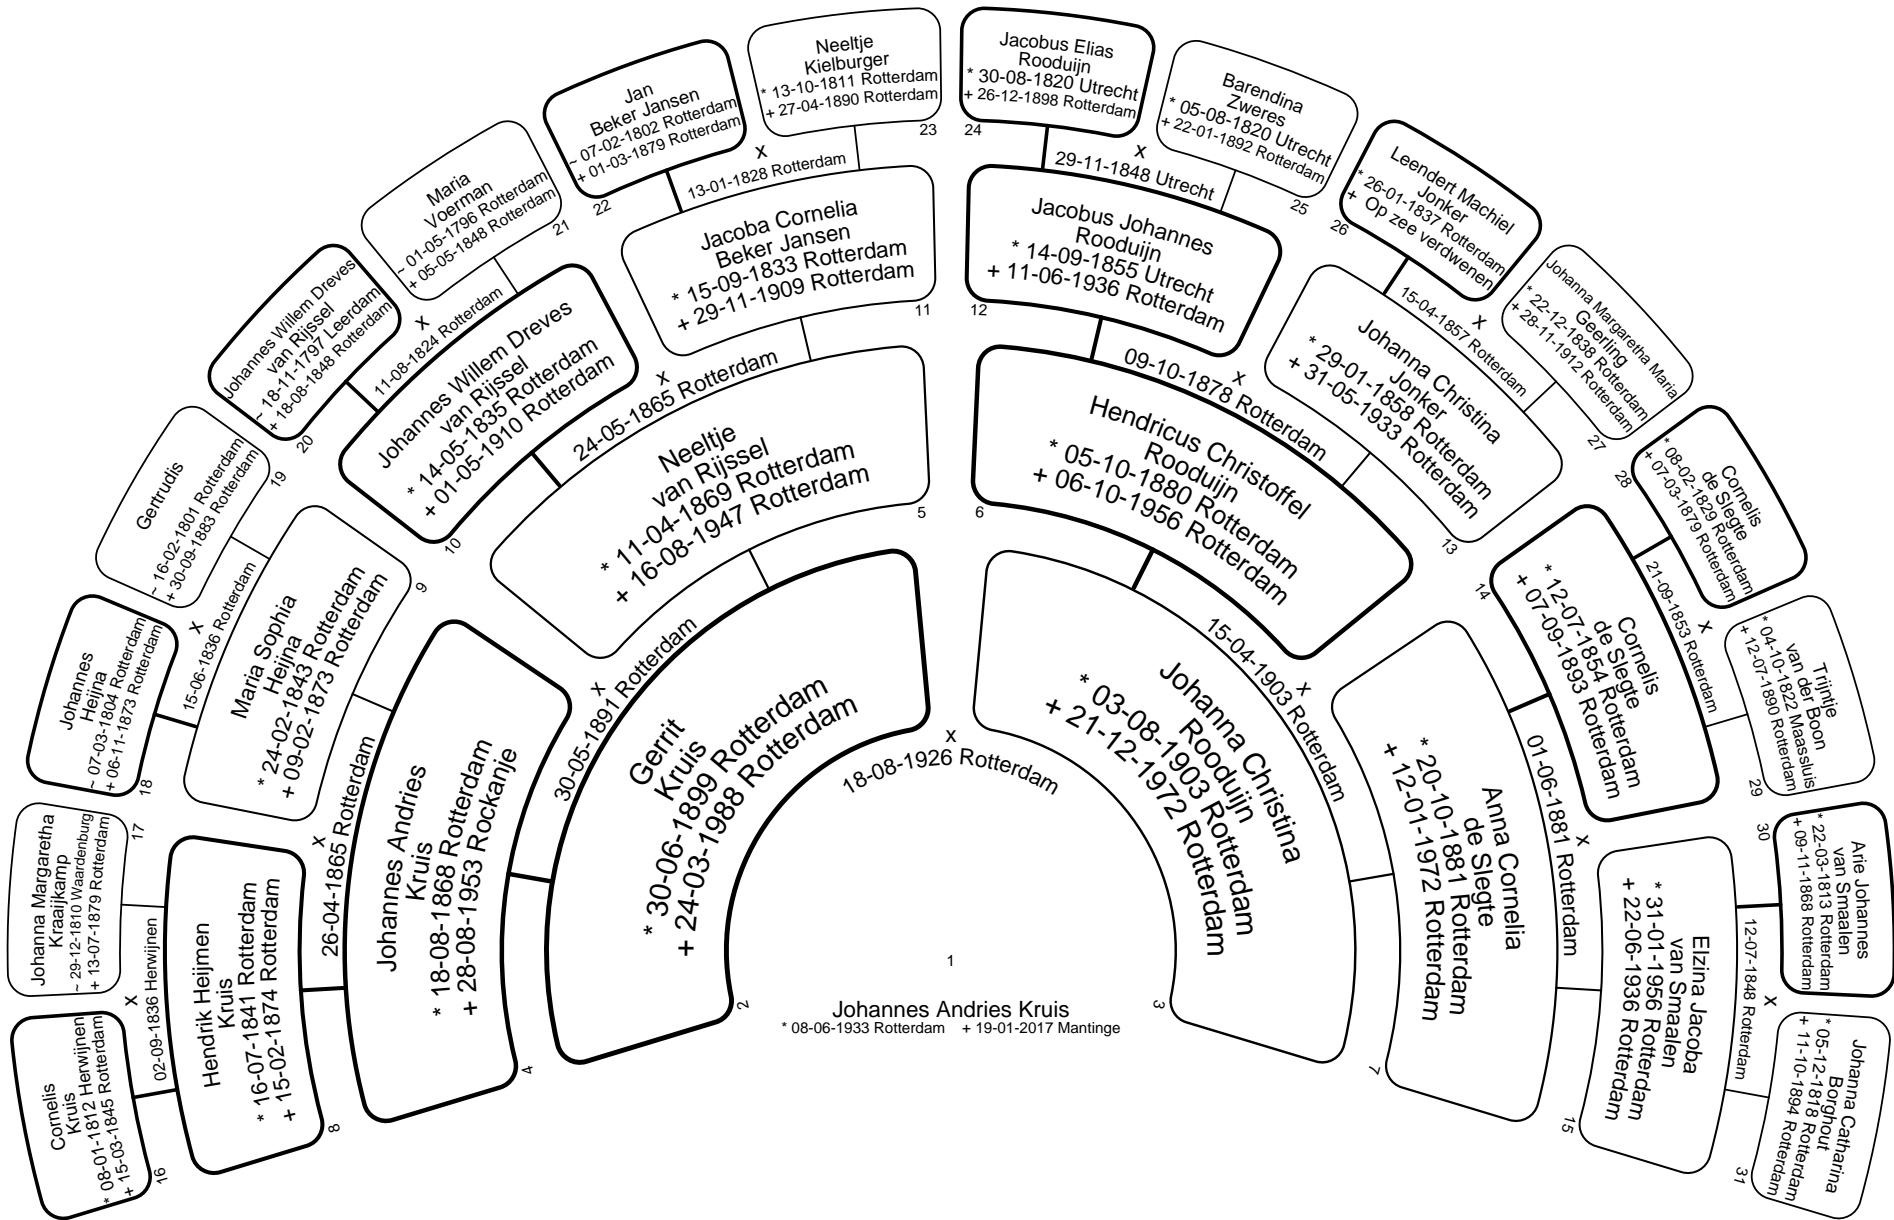 1
Johannes Andries Kruis
* 08-06-1933 Rotterdam + 19-01-2017 Mantinge
Gerrit
Kruis
* 30-06-1899 Rotterdam
+ 24-03-1988 Rotterdam
2
x
18-08-1926 Rotterdam
Johanna Christina
Rooduijn
* 03-08-1903 Rotterdam
+ 21-12-1972 Rotterdam
3
Johannes Andries
Kruis
* 18-08-1868 Rotterdam
+ 28-08-1953 Rockanje
4
x
30-05-1891 Rotterdam
Neeltje
van Rijssel
* 11-04-1869 Rotterdam
+ 16-08-1947 Rotterdam
5
Hendricus Christoffel
Rooduijn
* 05-10-1880 Rotterdam
+ 06-10-1956 Rotterdam
6
x
15-04-1903 Rotterdam
Anna Cornelia
de Slegte
* 20-10-1881 Rotterdam
+ 12-01-1972 Rotterdam
7
Hendrik Heijmen
Kruis
* 16-07-1841 Rotterdam
+ 15-02-1874 Rotterdam
8
x
26-04-1865 Rotterdam
Maria Sophia
Heijna
* 24-02-1843 Rotterdam
+ 09-02-1873 Rotterdam
9
Johannes Willem Dreves
van Rijssel
* 14-05-1835 Rotterdam
+ 01-05-1910 Rotterdam
10
x
24-05-1865 Rotterdam
Jacoba Cornelia
Beker Jansen
* 15-09-1833 Rotterdam
+ 29-11-1909 Rotterdam
11
Jacobus Johannes
Rooduijn
* 14-09-1855 Utrecht
+ 11-06-1936 Rotterdam
12
x
09-10-1878 Rotterdam
Johanna Christina
Jonker
* 29-01-1858 Rotterdam
+ 31-05-1933 Rotterdam
13
Cornelis
de Slegte
* 12-07-1854 Rotterdam
+ 07-09-1893 Rotterdam
14
x
01-06-1881 Rotterdam
Elzina Jacoba
van Smaalen
* 31-01-1956 Rotterdam
+ 22-06-1936 Rotterdam
15
Cornelis
Kruis
* 08-01-1812 Herwijnen
+ 15-03-1845 Rotterdam
16
x
02-09-1836 Herwijnen
Johanna Margaretha
Kraaijkamp
~ 29-12-1810 Waardenburg
+ 13-07-1879 Rotterdam
17
Johannes
Heijna
~ 07-03-1804 Rotterdam
+ 06-11-1873 Rotterdam
18
x
15-06-1836 Rotterdam
Gertrudis
~ 16-02-1801 Rotterdam
+ 30-09-1883 Rotterdam
19
Johannes Willem Dreves
van Rijssel
~ 18-11-1797 Leerdam
+ 18-08-1848 Rotterdam
20
x
11-08-1824 Rotterdam
Maria
Voerman
~ 01-05-1796 Rotterdam
+ 05-05-1848 Rotterdam
21
Jan
Beker Jansen
~ 07-02-1802 Rotterdam
+ 01-03-1879 Rotterdam
22
x
13-01-1828 Rotterdam
Neeltje
Kielburger
* 13-10-1811 Rotterdam
+ 27-04-1890 Rotterdam
23
Jacobus Elias
Rooduijn
* 30-08-1820 Utrecht
+ 26-12-1898 Rotterdam
24
x
29-11-1848 Utrecht
Barendina
Zweres
* 05-08-1820 Utrecht
+ 22-01-1892 Rotterdam
25
Leendert Machiel
Jonker
* 26-01-1837 Rotterdam
+ Op zee verdwenen
26
x
15-04-1857 Rotterdam
Johanna Margaretha Maria
Geerling
* 22-12-1838 Rotterdam
+ 28-11-1912 Rotterdam
27
Cornelis
de Slegte
* 08-02-1829 Rotterdam
+ 07-03-1879 Rotterdam
28
x
21-09-1853 Rotterdam
Trijntje
van der Boon
* 04-10-1822 Maassluis
+ 12-07-1890 Rotterdam
29
Arie Johannes
van Smaalen
* 22-03-1813 Rotterdam
+ 09-11-1868 Rotterdam
30
x
12-07-1848 Rotterdam
Johanna Catharina
Borghout
* 05-12-1818 Rotterdam
+ 11-10-1894 Rotterdam
31